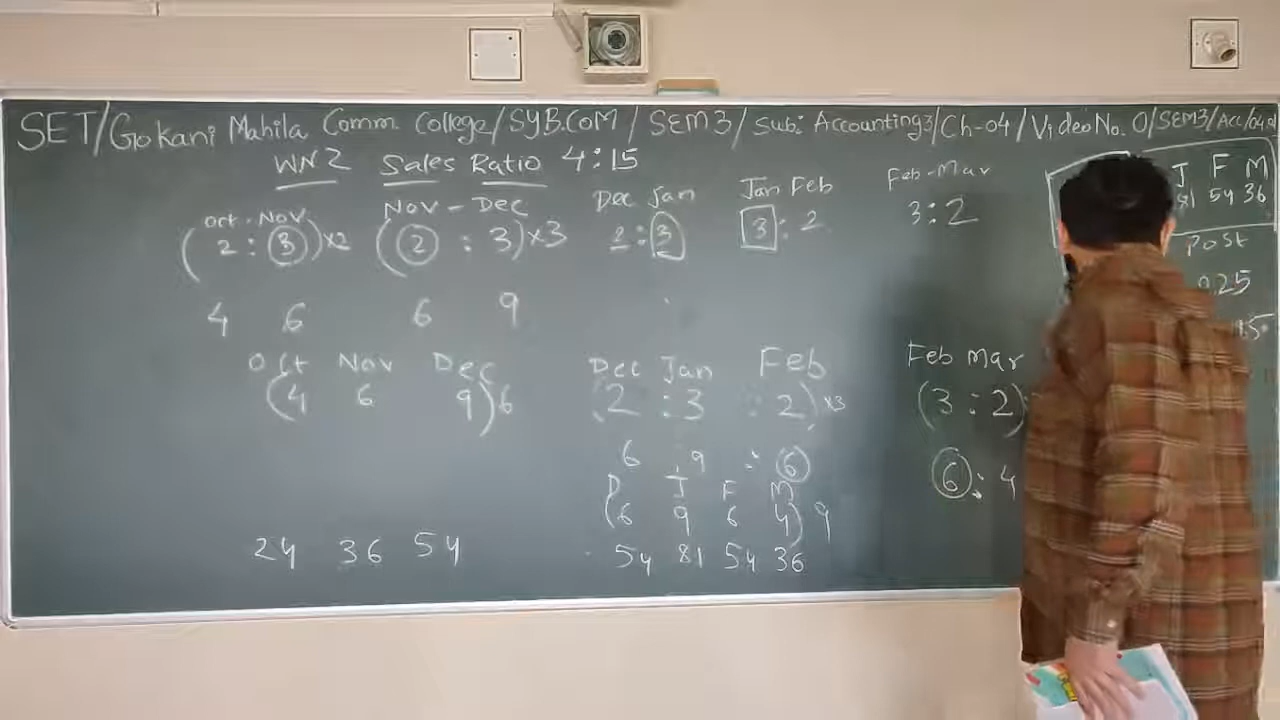 SET/Gokani Mahila Comm. College/SYB.COM/SEM3/Sub: Accounting3/Ch-04/Video No. 0/SEM3/Acc/04.01
WN2 Sales Ratio 4:15
Oct - Nov Nov - Dec Dec Jan Jan Feb Feb-Mar
(2 : 3)x2 (2 : 3)x3 2 : 3 3 : 2 3 : 2
J F M
81 54 36
Post
4 6 6 9
Oct Nov Dec Dec Jan Feb Feb Mar
(4 6 9)6 2 : 3 : 2)x3 (3 : 2)
6 : 9 : 6 6 : 4
D J F M
(6 9 6 4) 9
24 36 54 54 81 54 36